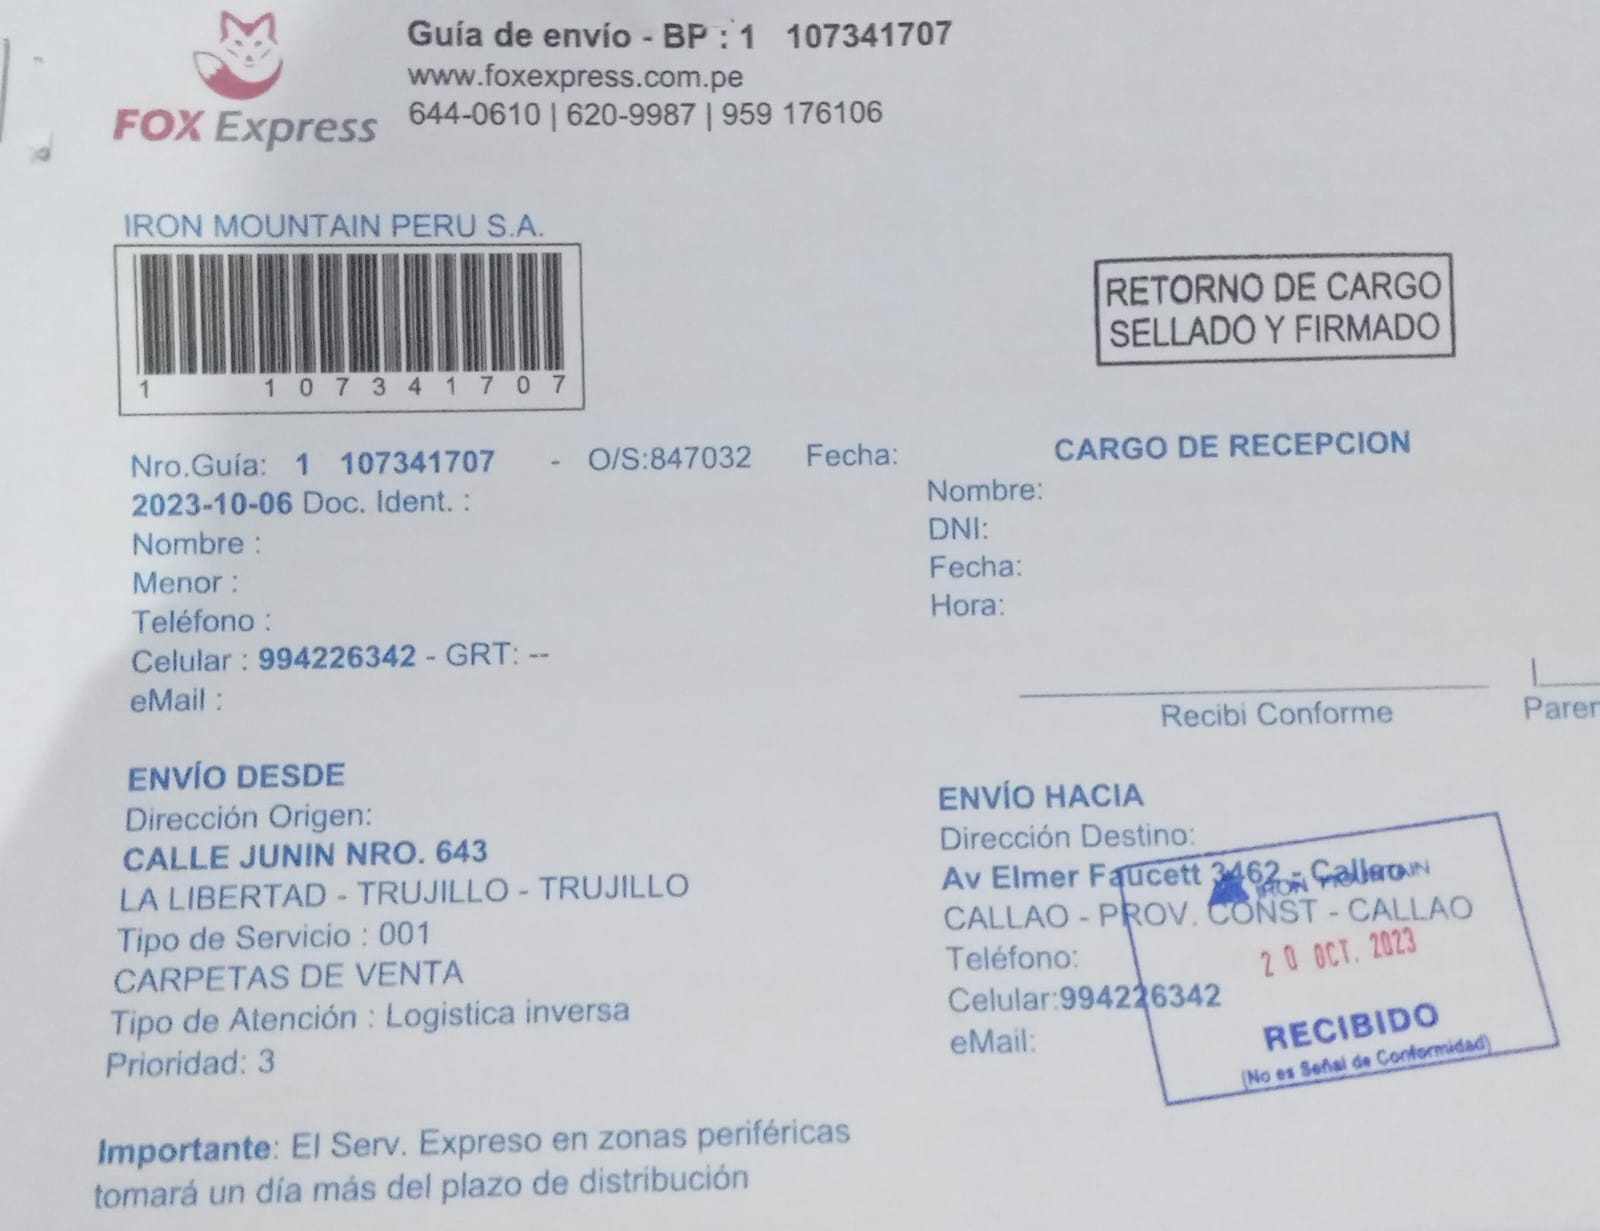 FOX Express
Guía de envío - BP : 1 107341707
www.foxexpress.com.pe
644-0610 | 620-9987 | 959 176106
IRON MOUNTAIN PERU S.A.
1 107341707
RETORNO DE CARGO
SELLADO Y FIRMADO
Nro.Guía: 1 107341707 - O/S:847032 Fecha:
2023-10-06 Doc. Ident. :
Nombre :
Menor :
Teléfono :
Celular : 994226342 - GRT: --
eMail :
CARGO DE RECEPCION
Nombre:
DNI:
Fecha:
Hora:
Recibi Conforme
Paren
ENVÍO DESDE
Dirección Origen:
CALLE JUNIN NRO. 643
LA LIBERTAD - TRUJILLO - TRUJILLO
Tipo de Servicio : 001
CARPETAS DE VENTA
Tipo de Atención : Logistica inversa
Prioridad: 3
ENVÍO HACIA
Dirección Destino:
Av Elmer Faucett 3462 - Callao
CALLAO - PROV. CONST - CALLAO
Teléfono:
Celular:994226342
eMail:
IRON MOUNTAIN
20 OCT. 2023
RECIBIDO
(No es Señal de Conformidad)
Importante: El Serv. Expreso en zonas periféricas
tomará un día más del plazo de distribución